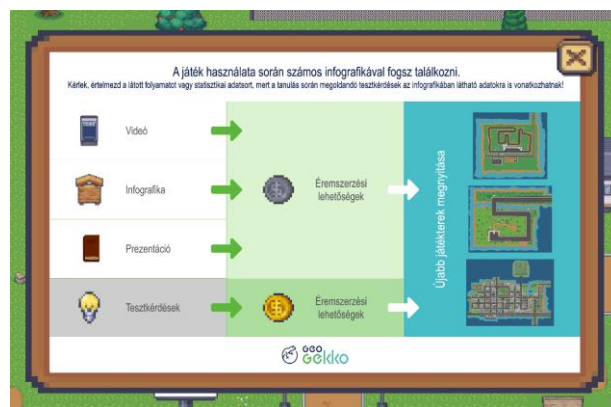 A játék használata során számos infografikával fogsz találkozni.
Kérlek, értelmezd a látott folyamatot vagy statisztikai adatsort, mert a tanulás során megoldandó tesztkérdések az infografikában látható adatokra is vonatkozhatnak!
Videó
Infografika
Prezentáció
Tesztkérdések
Éremszerzési
lehetőségek
Éremszerzési
lehetőségek
Újabb játékterek megnyitása
GEO
Gekko